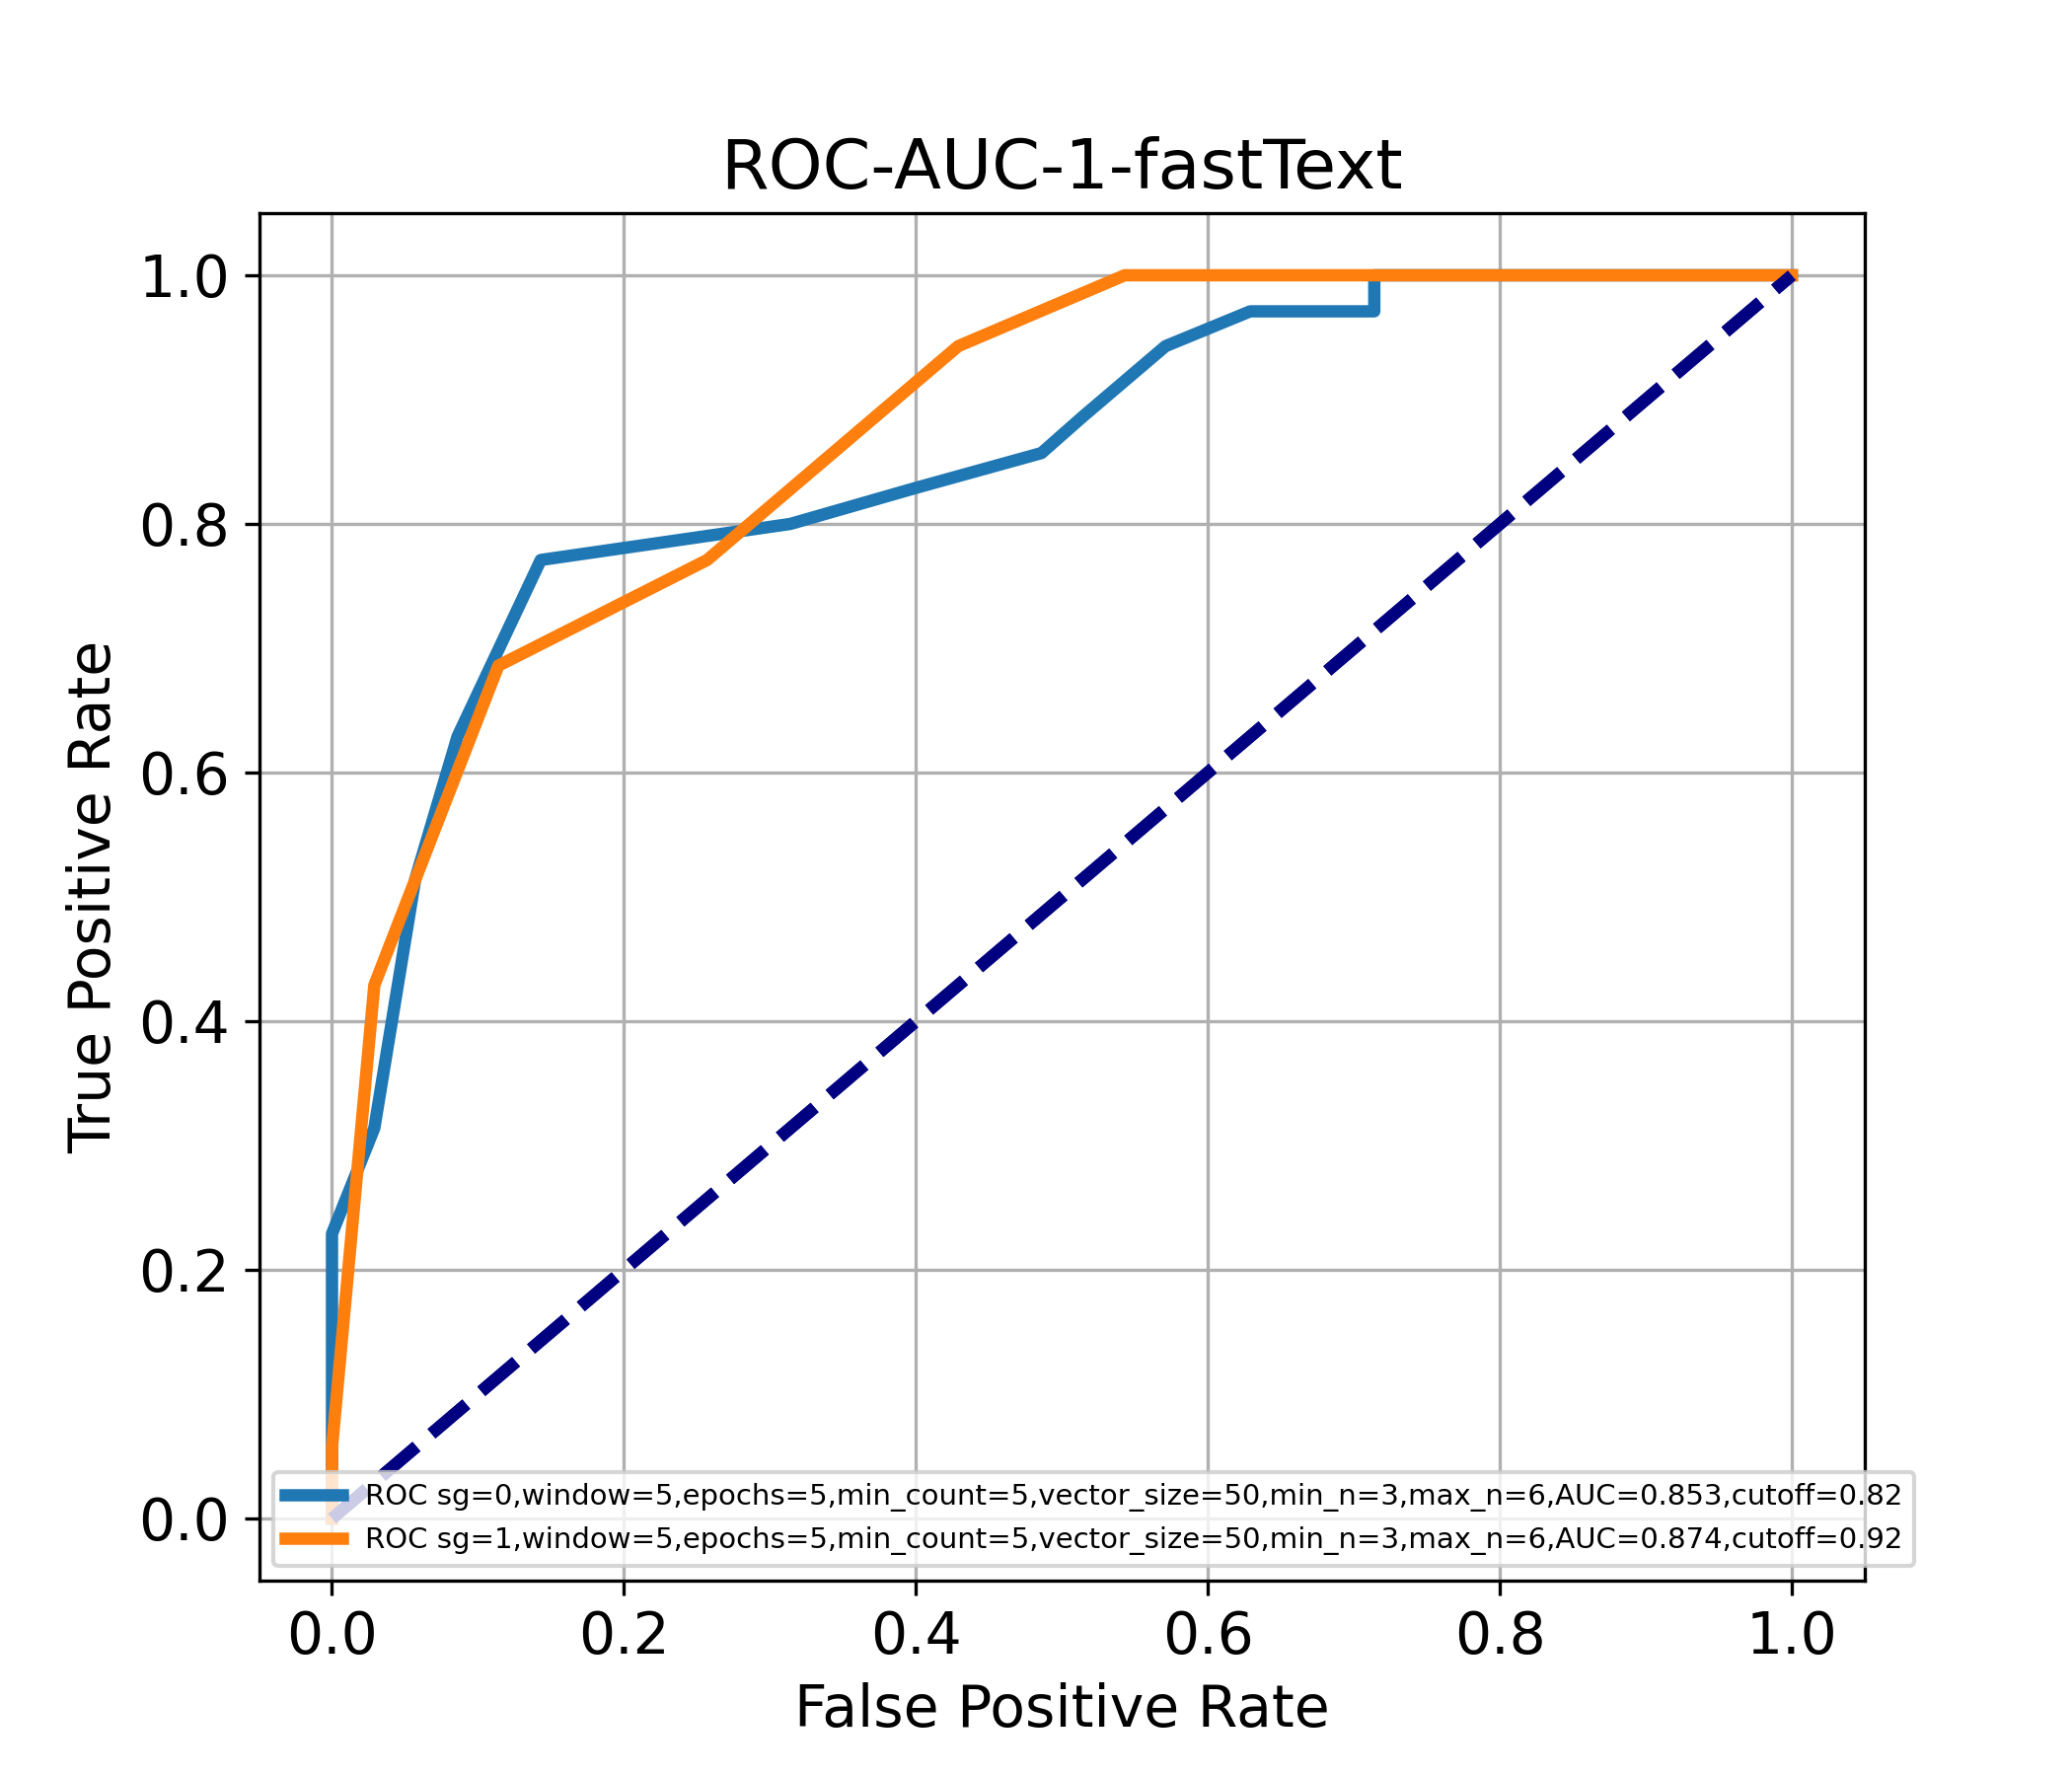 ROC-AUC-1-fastText
True Positive Rate
1.0
0.8
0.6
0.4
0.2
0.0
ROC sg=0,window=5,epochs=5,min_count=5,vector_size=50,min_n=3,max_n=6,AUC=0.853,cutoff=0.82
ROC sg=1,window=5,epochs=5,min_count=5,vector_size=50,min_n=3,max_n=6,AUC=0.874,cutoff=0.92
0.0 0.2 0.4 0.6 0.8 1.0
False Positive Rate